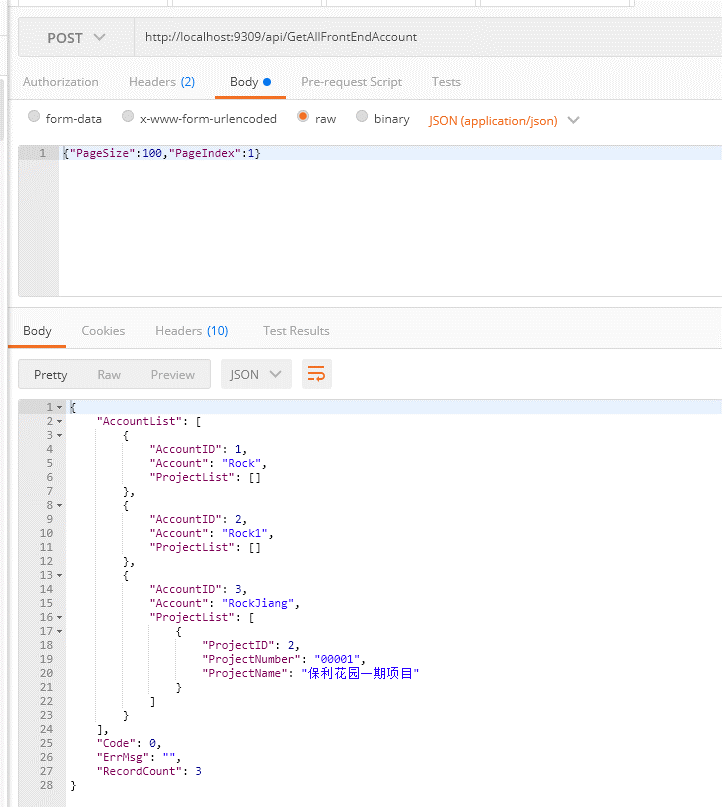 POST http://localhost:9309/api/GetAllFrontEndAccount
Authorization Headers (2) Body Pre-request Script Tests
form-data x-www-form-urlencoded raw binary JSON (application/json)
1 {"PageSize":100,"PageIndex":1}
Body Cookies Headers (10) Test Results
Pretty Raw Preview JSON
1 {
2 "AccountList": [
3 {
4 "AccountID": 1,
5 "Account": "Rock",
6 "ProjectList": []
7 },
8 {
9 "AccountID": 2,
10 "Account": "Rock1",
11 "ProjectList": []
12 },
13 {
14 "AccountID": 3,
15 "Account": "RockJiang",
16 "ProjectList": [
17 {
18 "ProjectID": 2,
19 "ProjectNumber": "00001",
20 "ProjectName": "保利花园一期项目"
21 }
22 ]
23 }
24 ],
25 "Code": 0,
26 "ErrMsg": "",
27 "RecordCount": 3
28 }